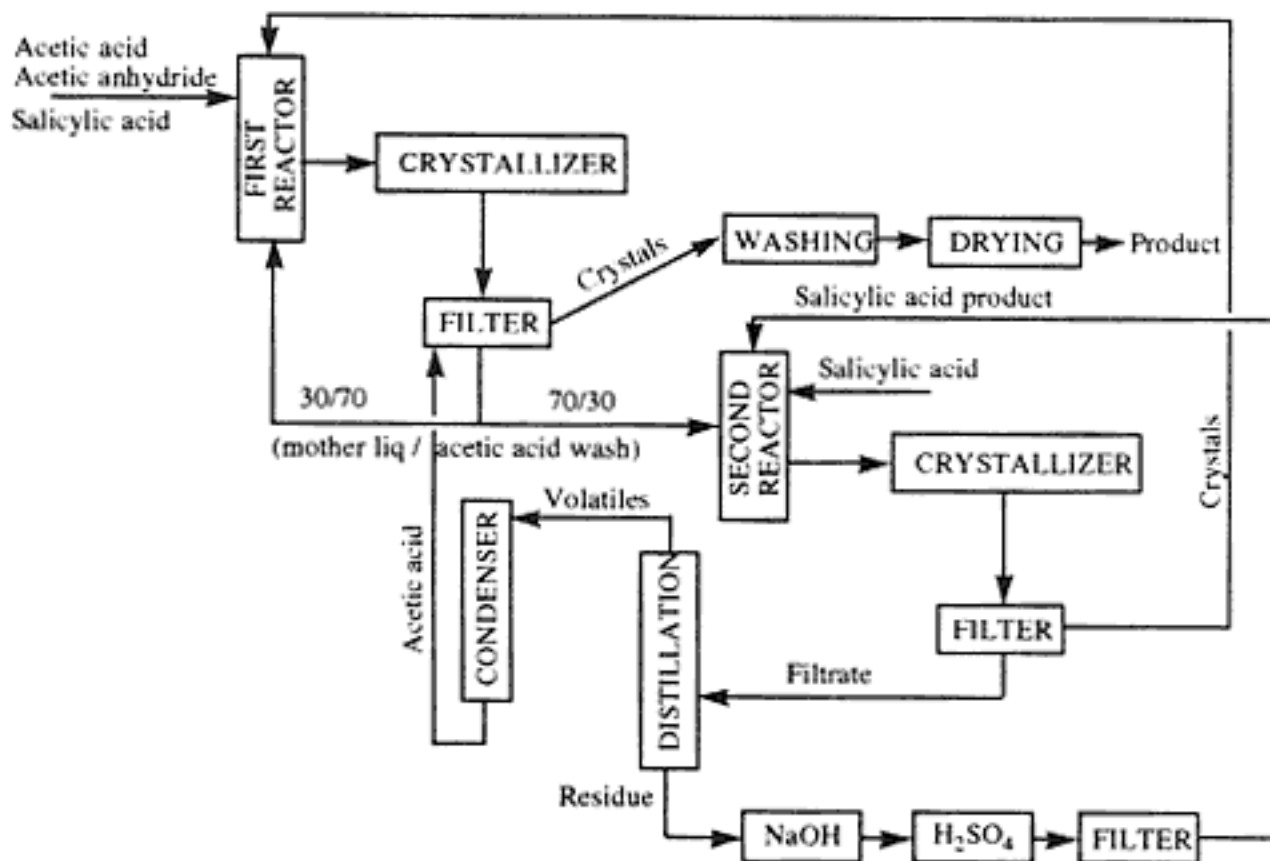 Acetic acid
Acetic anhydride
Salicylic acid
FIRST
REACTOR
CRYSTALLIZER
WASHING
DRYING
Product
Crystals
Salicylic acid product
FILTER
SECOND
REACTOR
Salicylic acid
30/70
70/30
(mother liq / acetic acid wash)
CRYSTALLIZER
Crystals
Volatiles
Acetic acid
CONDENSER
DISTILLATION
FILTER
Filtrate
Residue
NaOH
H₂SO₄
FILTER